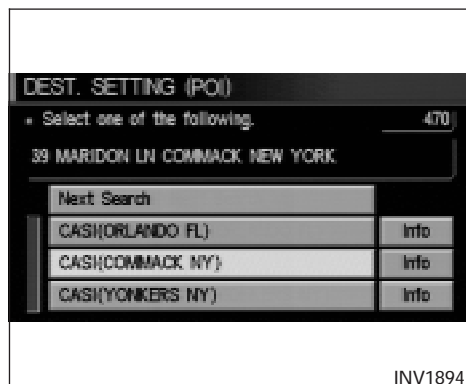 DEST. SETTING (POI)
• Select one of the following. 470
39 MARIDON LN COMMACK NEW YORK
Next Search
CASH(ORLANDO FL) Info
CASH(COMMACK NY) Info
CASH(YONKERS NY) Info
INV1894